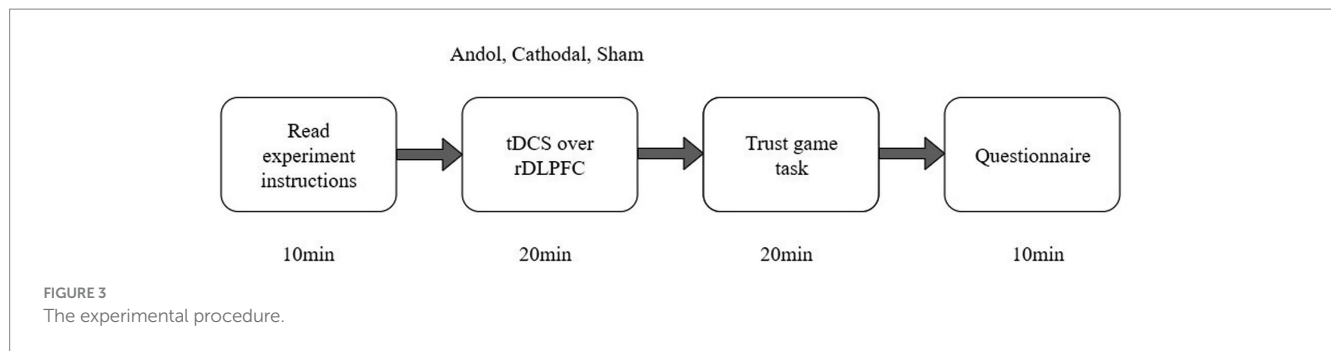 Andol, Cathodal, Sham
Read
experiment
instructions
tDCS over
rDLPFC
Trust game
task
Questionnaire
10min
20min
20min
10min
FIGURE 3
The experimental procedure.